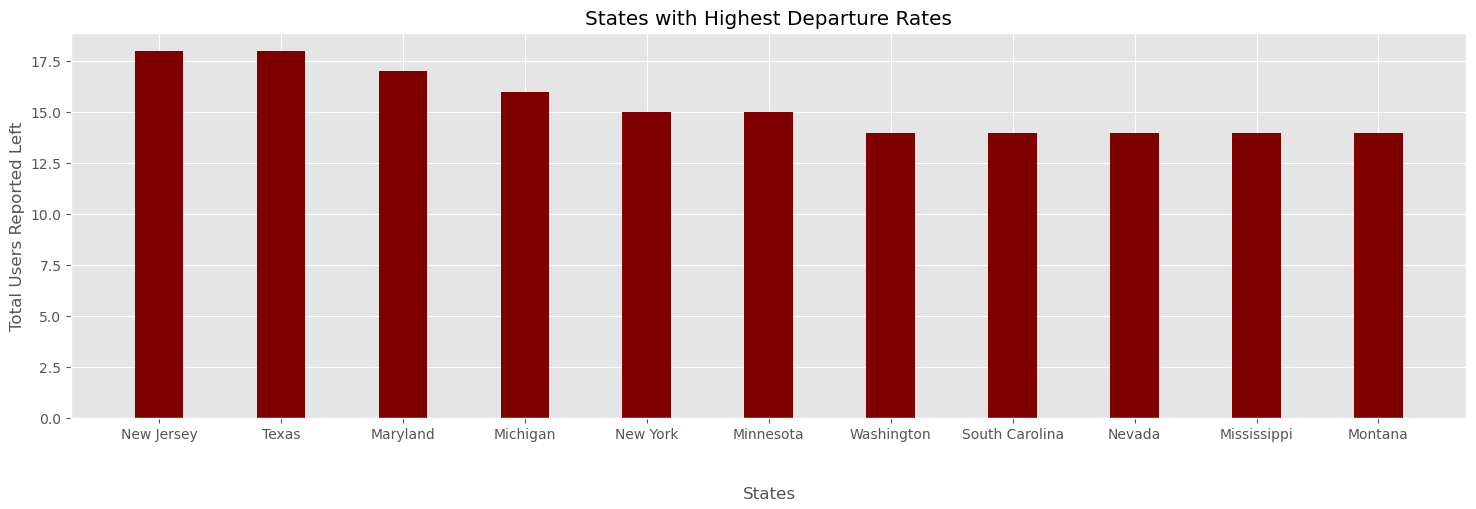 States with Highest Departure Rates
Total Users Reported Left
17.5
15.0
12.5
10.0
7.5
5.0
2.5
0.0
New Jersey Texas Maryland Michigan New York Minnesota Washington South Carolina Nevada Mississippi Montana
States